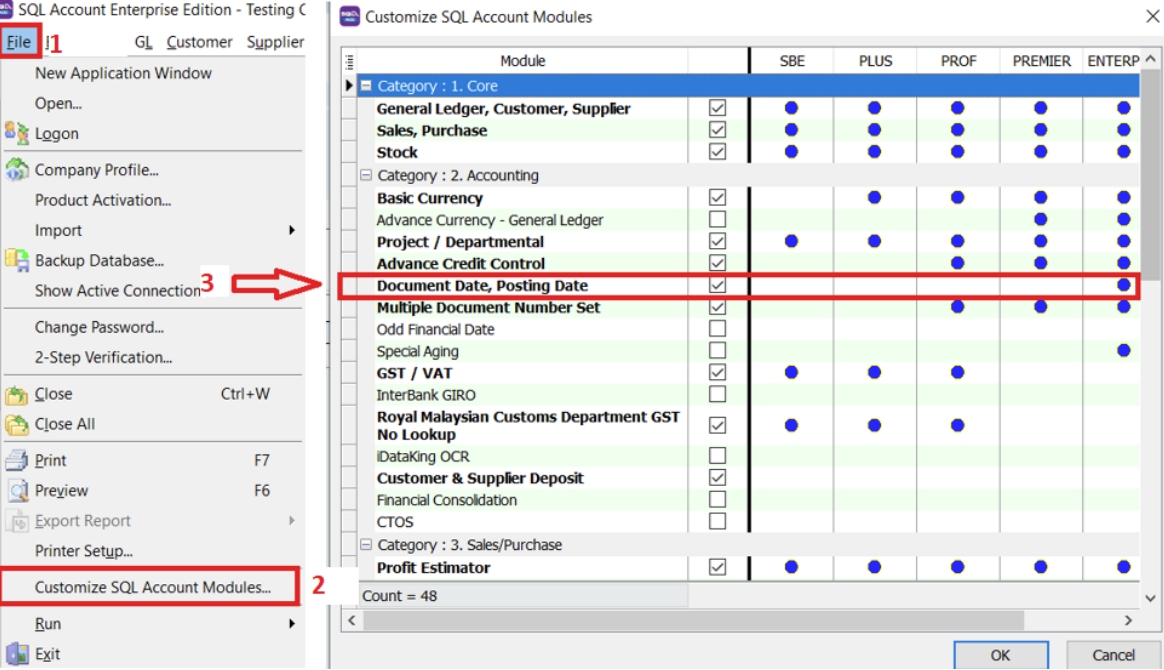 SQL Account Enterprise Edition - Testing C
File 1 GL Customer Supplier
New Application Window
Open...
Logon
Company Profile...
Product Activation...
Import
Backup Database...
Show Active Connection
3
Change Password...
2-Step Verification...
Close Ctrl+W
Close All
Print F7
Preview F6
Export Report
Printer Setup...
Customize SQL Account Modules... 2
Run
Exit
Customize SQL Account Modules
Module SBE PLUS PROF PREMIER ENTERP
Category : 1. Core
General Ledger, Customer, Supplier
Sales, Purchase
Stock
Category : 2. Accounting
Basic Currency
Advance Currency - General Ledger
Project / Departmental
Advance Credit Control
Document Date, Posting Date
Multiple Document Number Set
Odd Financial Date
Special Aging
GST / VAT
InterBank GIRO
Royal Malaysian Customs Department GST
No Lookup
iDataKing OCR
Customer & Supplier Deposit
Financial Consolidation
CTOS
Category : 3. Sales/Purchase
Profit Estimator
Count = 48
OK Cancel